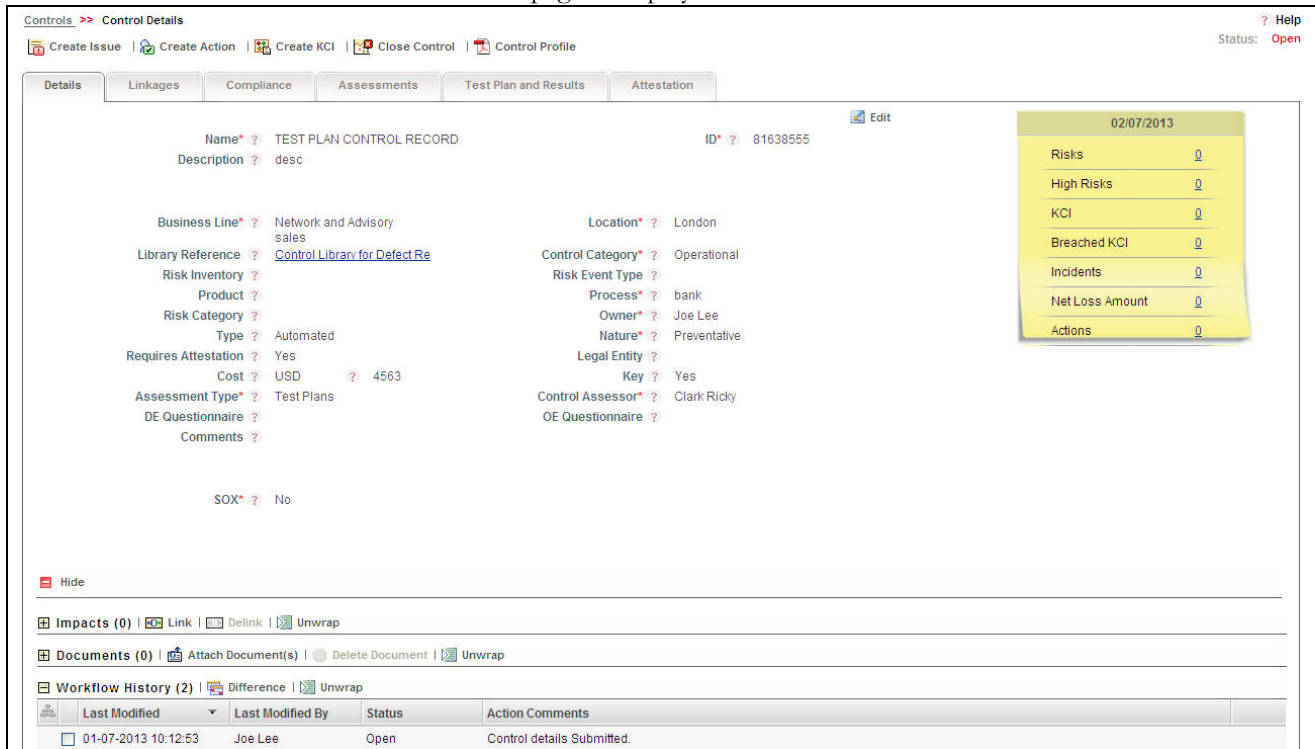 Controls >> Control Details
? Help
Create Issue | Create Action | Create KCI | Close Control | Control Profile
Status: Open
Details Linkages Compliance Assessments Test Plan and Results Attestation
Edit
02/07/2013
Name* ? TEST PLAN CONTROL RECORD ID* ? 81638555
Description ? desc
Risks 0
High Risks 0
KCI 0
Breached KCI 0
Incidents 0
Net Loss Amount 0
Actions 0
Business Line* ? Network and Advisory sales Location* ? London
Library Reference ? Control Library for Defect Re Control Category* ? Operational
Risk Inventory ? Risk Event Type ?
Product ? Process* ? bank
Risk Category ? Owner* ? Joe Lee
Type ? Automated Nature* ? Preventative
Requires Attestation ? Yes Legal Entity ?
Cost ? USD ? 4563 Key ? Yes
Assessment Type* ? Test Plans Control Assessor* ? Clark Ricky
DE Questionnaire ? OE Questionnaire ?
Comments ?
SOX* ? No
Hide
Impacts (0) | Link | Delink | Unwrap
Documents (0) | Attach Document(s) | Delete Document | Unwrap
Workflow History (2) | Difference | Unwrap
Last Modified Last Modified By Status Action Comments
01-07-2013 10:12:53 Joe Lee Open Control details Submitted.